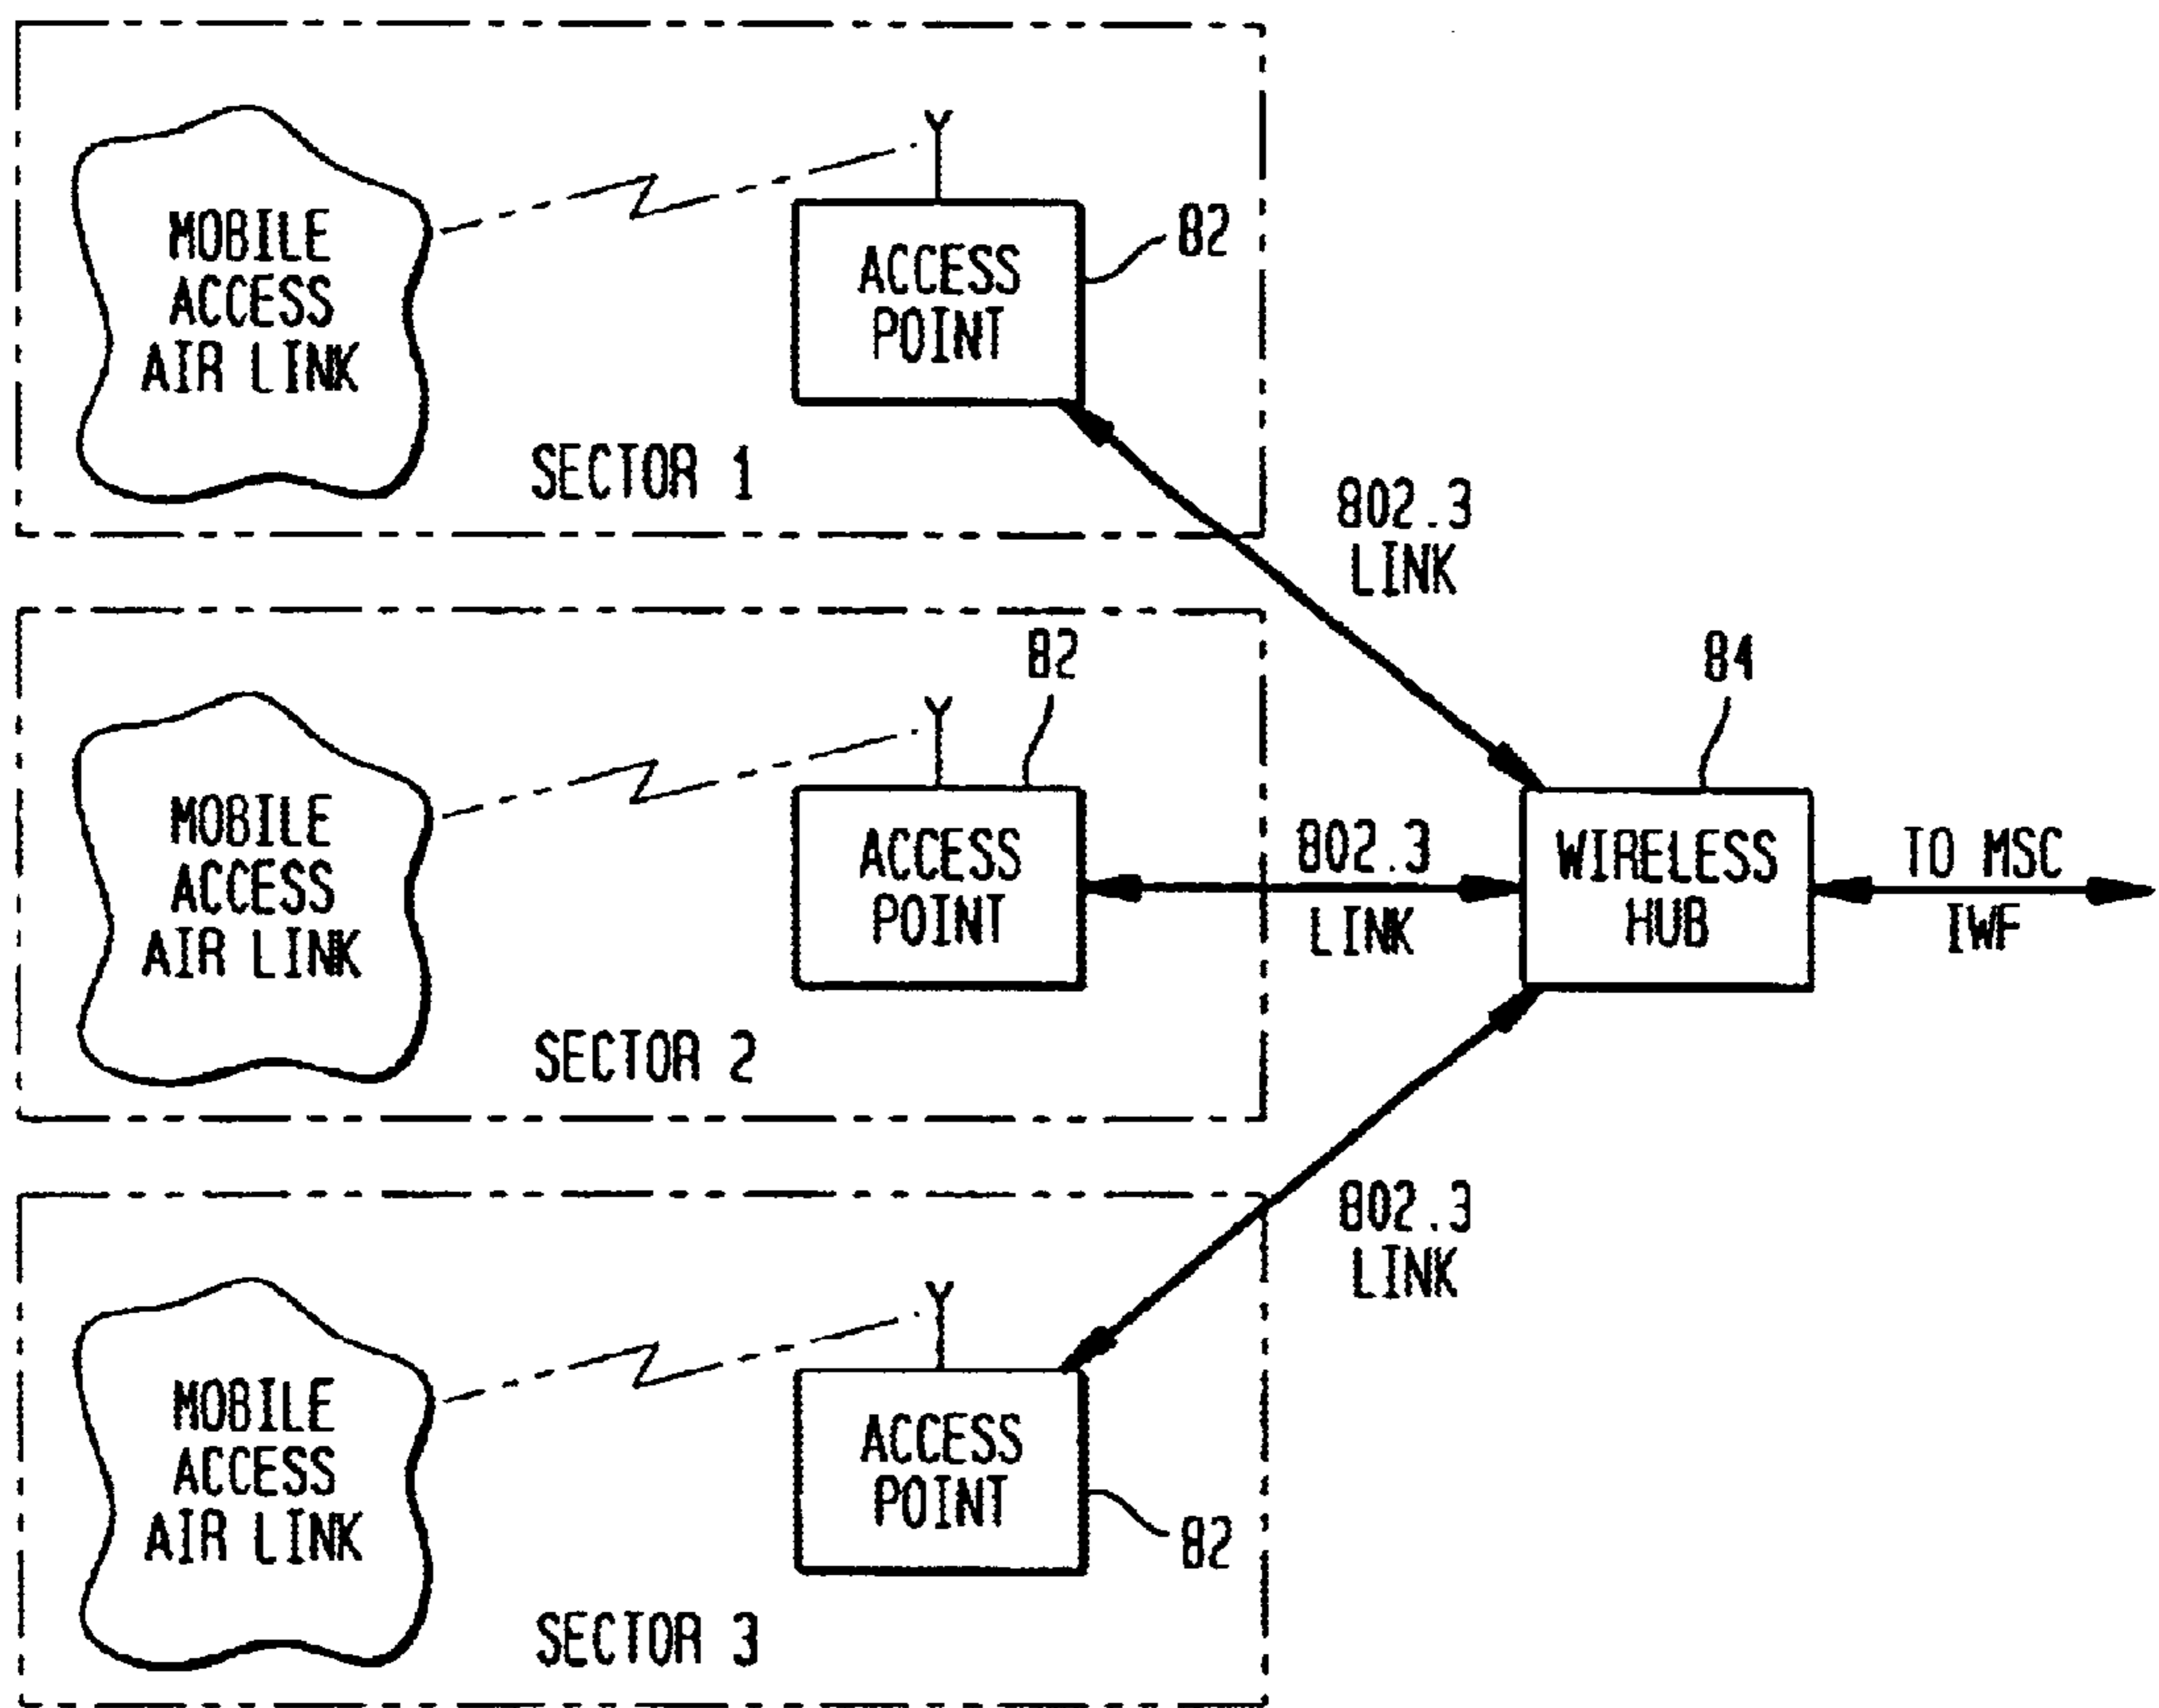 MOBILE
ACCESS
AIR LINK
ACCESS
POINT
82
SECTOR 1
802.3
LINK
MOBILE
ACCESS
AIR LINK
82
ACCESS
POINT
SECTOR 2
802.3
LINK
84
WIRELESS
HUB
TO MSC
IWF
802.3
LINK
MOBILE
ACCESS
AIR LINK
ACCESS
POINT
82
SECTOR 3